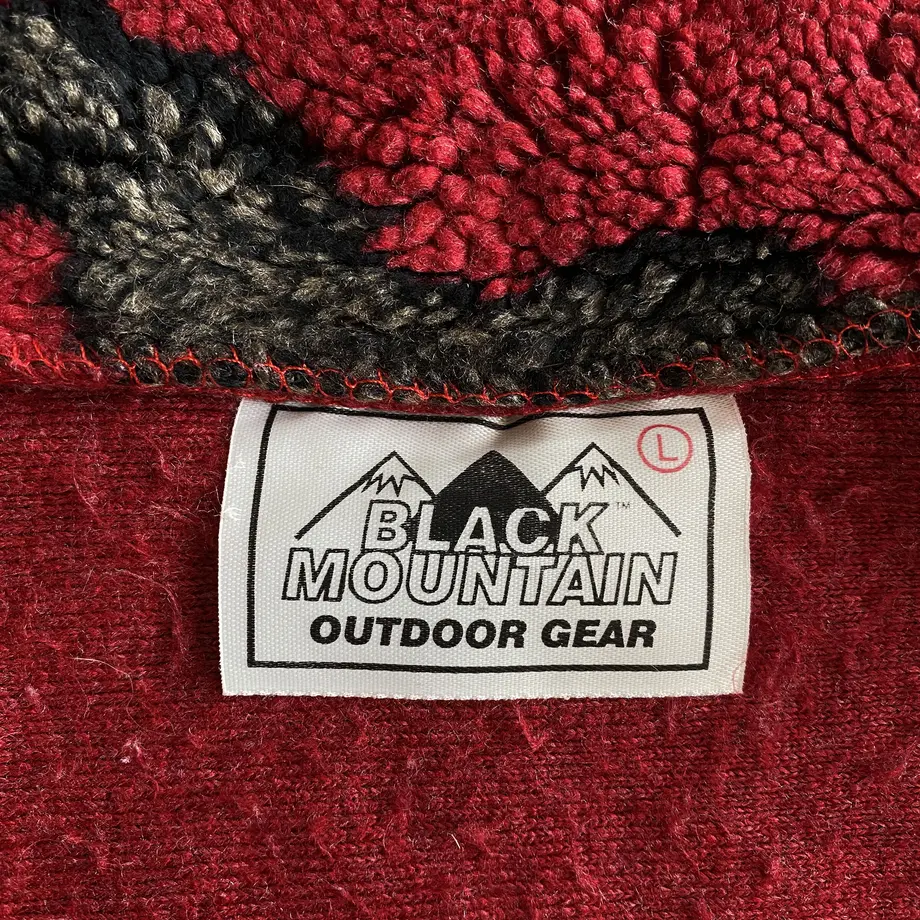 L
BLACK™
MOUNTAIN
OUTDOOR GEAR